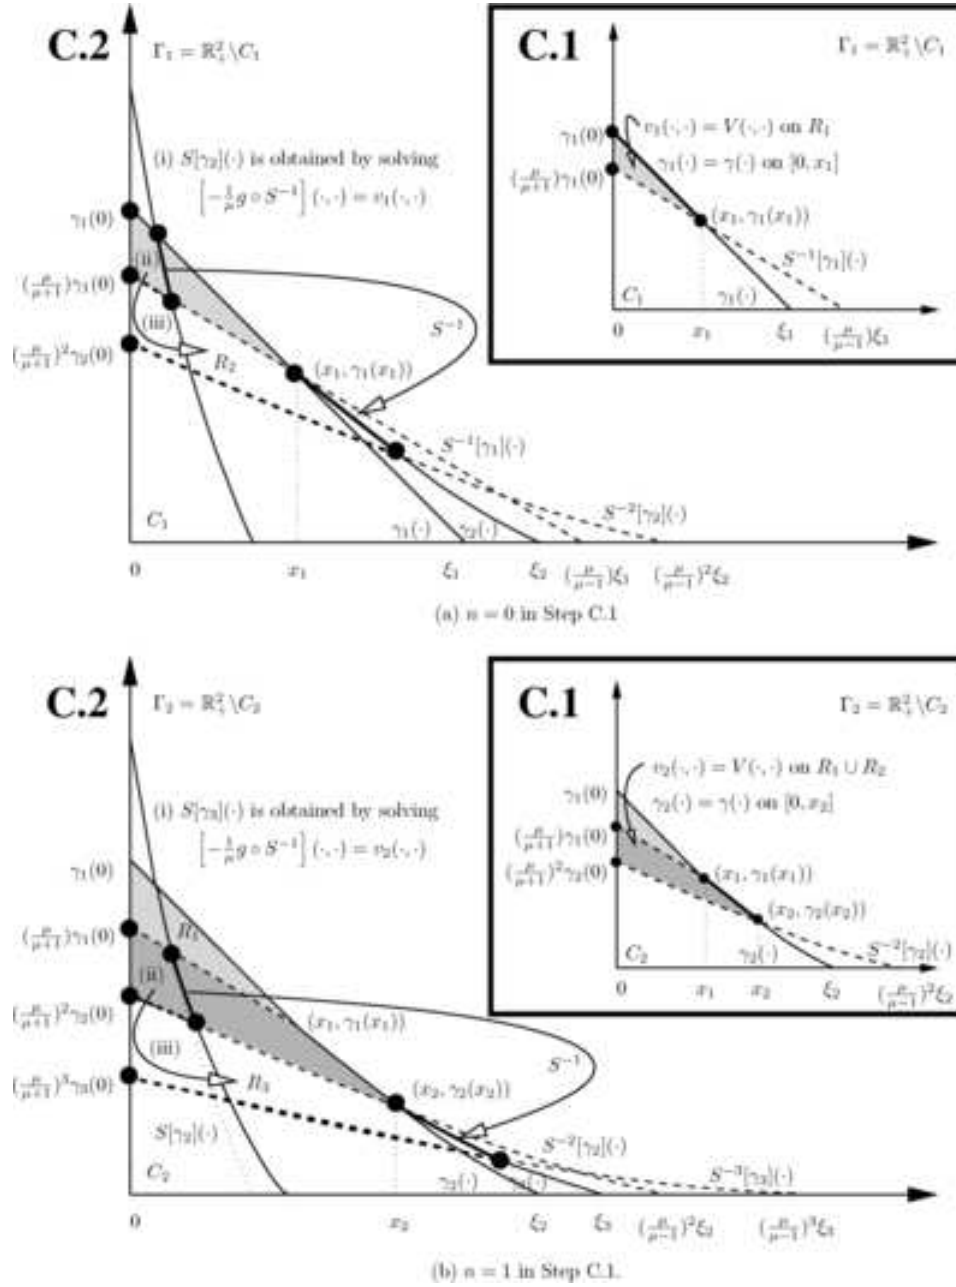 C.2
Γ₁ = ℝ²₊\C₁
(i) S[γ₂](·) is obtained by solving
[-1/μ g ∘ S⁻¹] (·,·) = v₁(·,·)
γ₁(0)
(μ/μ+1)γ₁(0)
(μ/μ+1)²γ₂(0)
(ii)
(iii)
R₂
S⁻¹
(x₁, γ₁(x₁))
S⁻¹[γ₁](·)
S⁻²[γ₂](·)
C₁
γ₁(·)
γ₂(·)
0
x₁
ξ₁
ξ₂
(μ/μ-1)ξ₁
(μ/μ-1)²ξ₂
C.1
Γ₁ = ℝ²₊\C₁
v₁(·,·) = V(·,·) on R₁
γ₁(·) = γ(·) on [0, x₁]
γ₁(0)
(μ/μ+1)γ₁(0)
(x₁, γ₁(x₁))
S⁻¹[γ₁](·)
C₁
γ₁(·)
0
x₁
ξ₁
(μ/μ-1)ξ₁
(a) n = 0 in Step C.1
C.2
Γ₂ = ℝ²₊\C₂
(i) S[γ₃](·) is obtained by solving
[-1/μ g ∘ S⁻¹] (·,·) = v₂(·,·)
γ₁(0)
(μ/μ+1)γ₁(0)
(μ/μ+1)²γ₂(0)
(μ/μ+1)³γ₃(0)
R₁
(ii)
(iii)
R₃
(x₁, γ₁(x₁))
(x₂, γ₂(x₂))
S⁻¹
S[γ₂](·)
S⁻²[γ₂](·)
S⁻³[γ₃](·)
C₂
γ₂(·)
0
x₂
ξ₂
ξ₃
(μ/μ-1)²ξ₂
(μ/μ-1)³ξ₃
C.1
Γ₂ = ℝ²₊\C₂
v₂(·,·) = V(·,·) on R₁ ∪ R₂
γ₂(·) = γ(·) on [0, x₂]
γ₁(0)
(μ/μ+1)γ₁(0)
(μ/μ+1)²γ₂(0)
(x₁, γ₁(x₁))
(x₂, γ₂(x₂))
S⁻²[γ₂](·)
C₂
γ₂(·)
0
x₁
x₂
ξ₂
(μ/μ-1)²ξ₂
(b) n = 1 in Step C.1.